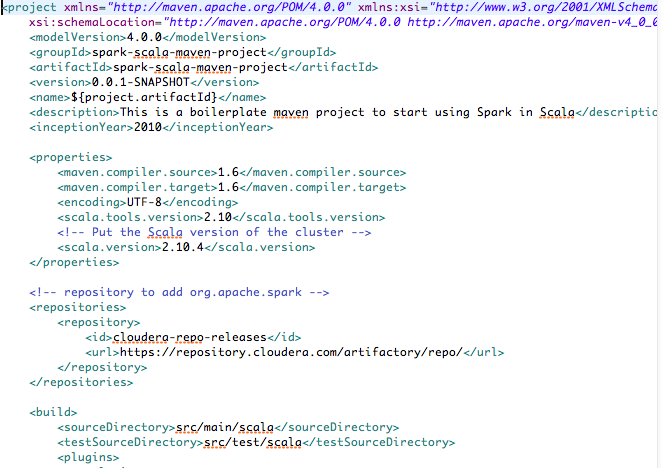 <project xmlns="http://maven.apache.org/POM/4.0.0" xmlns:xsi="http://www.w3.org/2001/XMLSchema
xsi:schemaLocation="http://maven.apache.org/POM/4.0.0 http://maven.apache.org/maven-v4_0_0
<modelVersion>4.0.0</modelVersion>
<groupId>spark-scala-maven-project</groupId>
<artifactId>spark-scala-maven-project</artifactId>
<version>0.0.1-SNAPSHOT</version>
<name>${project.artifactId}</name>
<description>This is a boilerplate maven project to start using Spark in Scala</descriptio
<inceptionYear>2010</inceptionYear>
<properties>
<maven.compiler.source>1.6</maven.compiler.source>
<maven.compiler.target>1.6</maven.compiler.target>
<encoding>UTF-8</encoding>
<scala.tools.version>2.10</scala.tools.version>
<!-- Put the Scala version of the cluster -->
<scala.version>2.10.4</scala.version>
</properties>
<!-- repository to add org.apache.spark -->
<repositories>
<repository>
<id>cloudera-repo-releases</id>
<url>https://repository.cloudera.com/artifactory/repo/</url>
</repository>
</repositories>
<build>
<sourceDirectory>src/main/scala</sourceDirectory>
<testSourceDirectory>src/test/scala</testSourceDirectory>
<plugins>